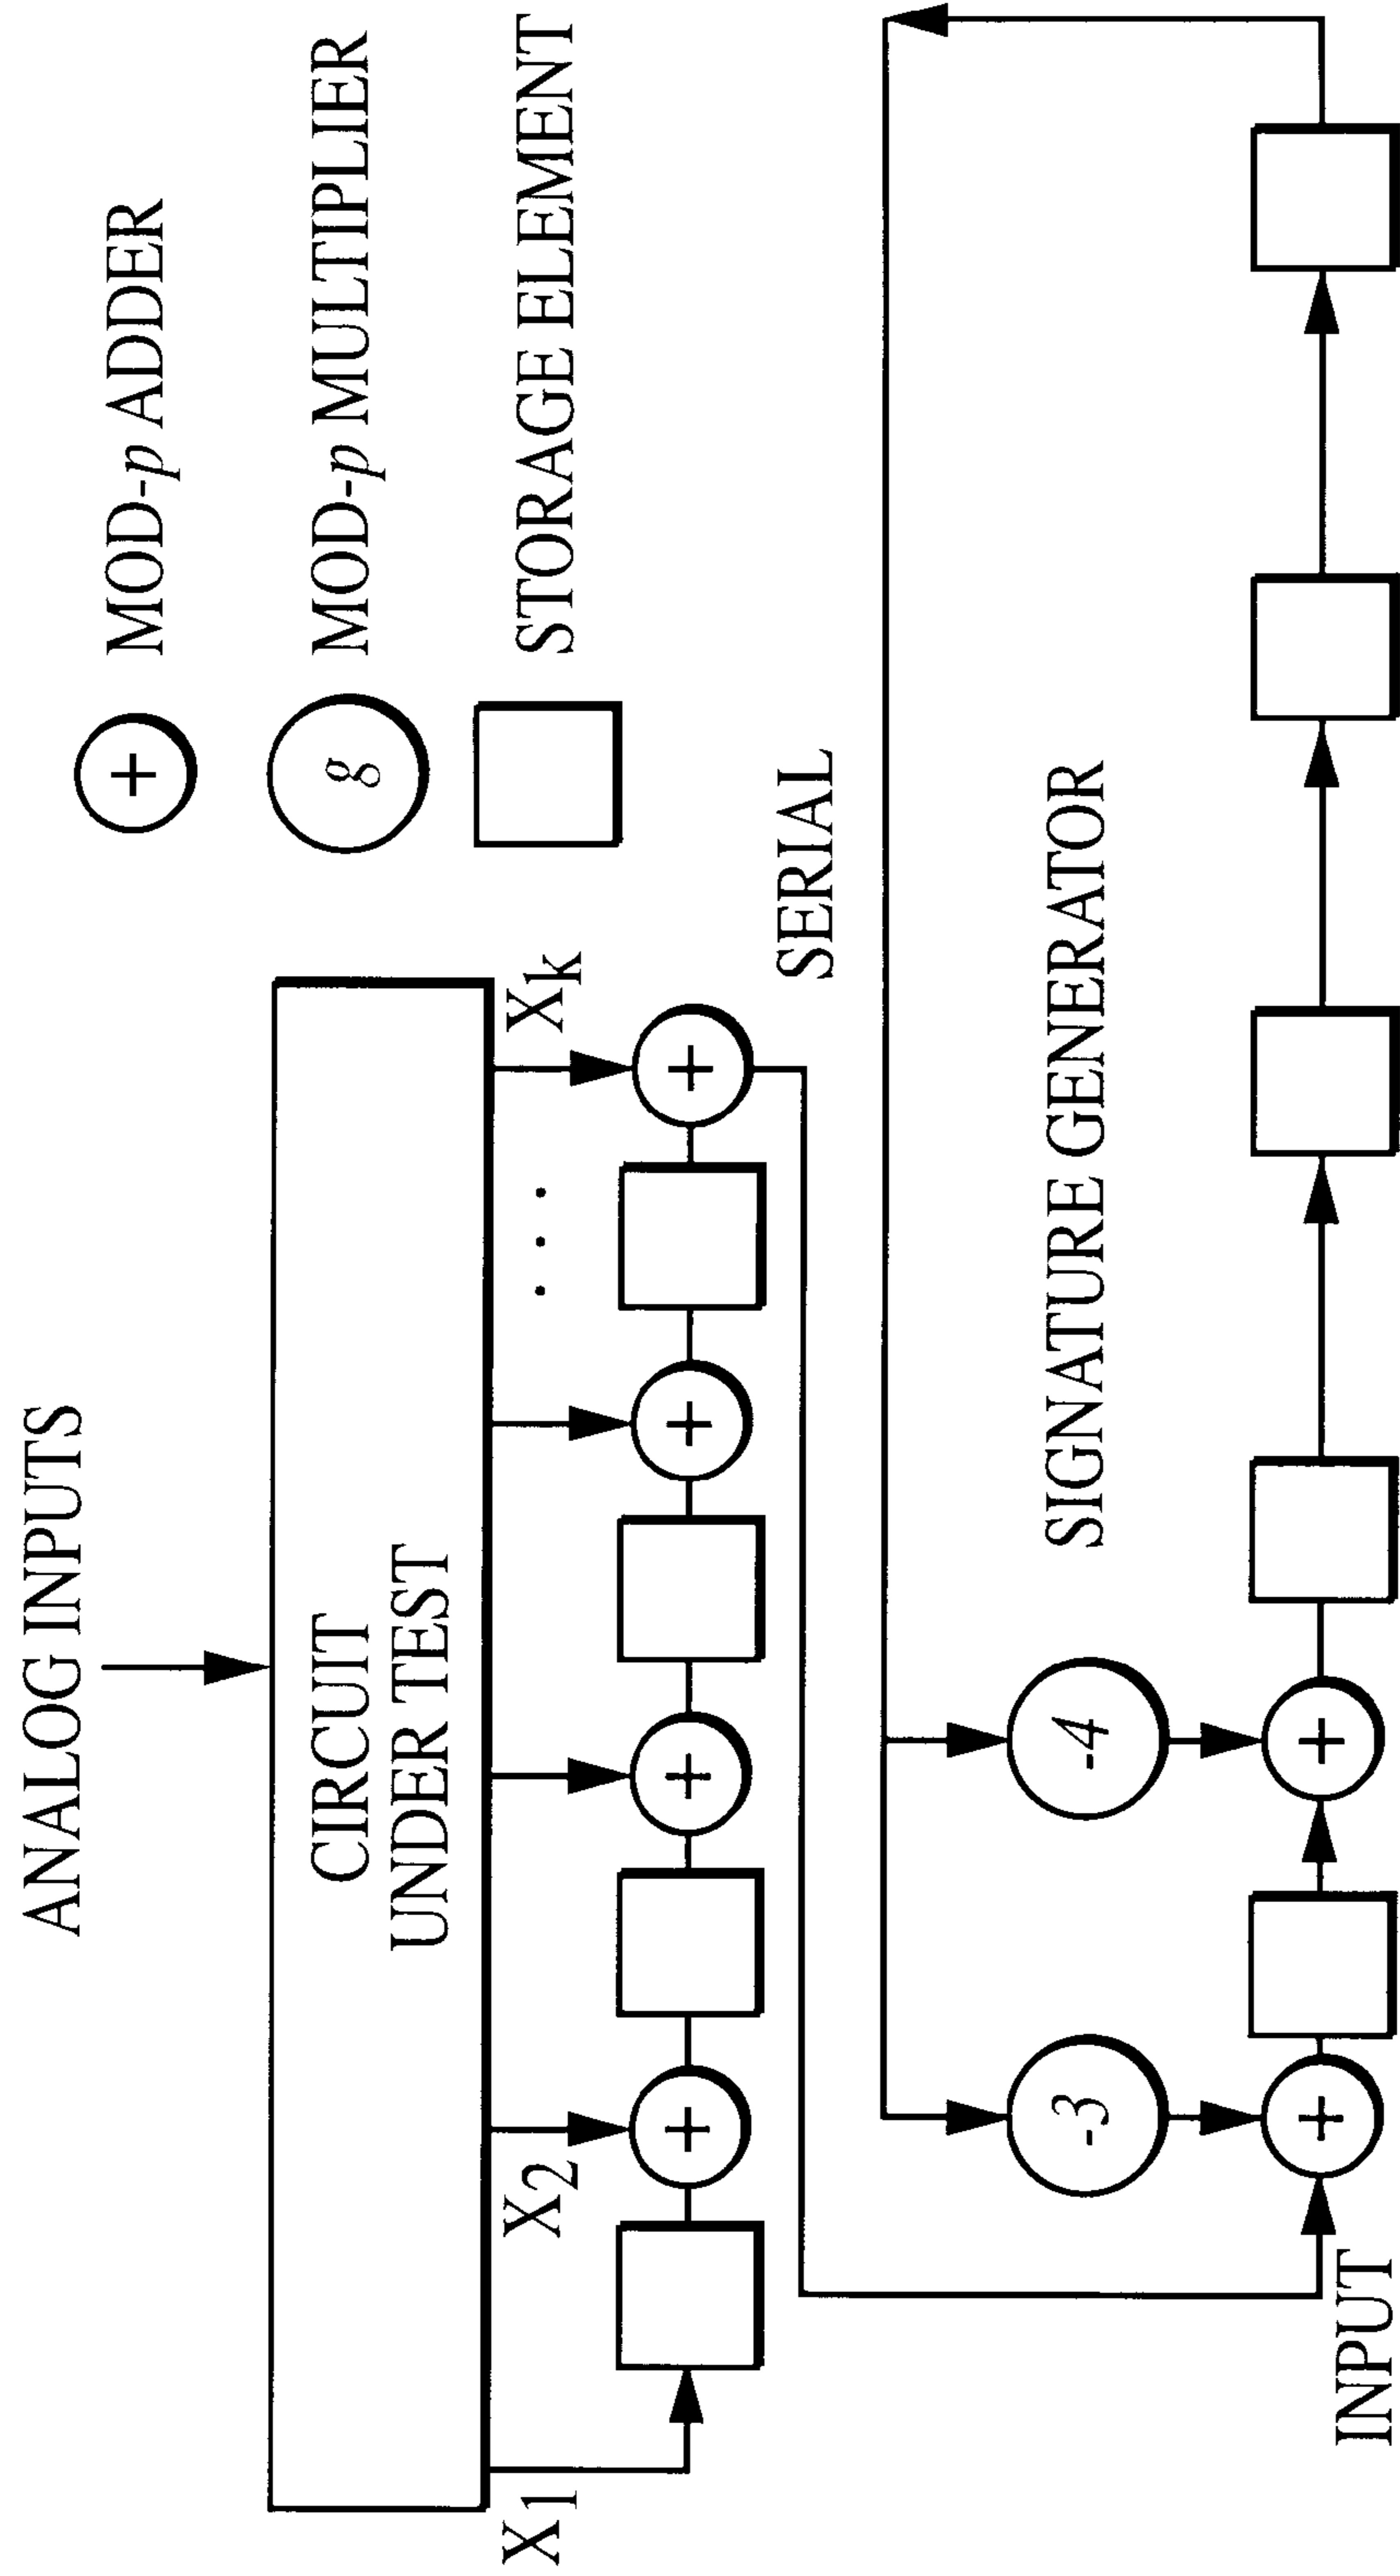 ANALOG INPUTS
CIRCUIT
UNDER TEST
X1
X2
. . .
Xk
+
+
+
+
+ MOD-p ADDER
g MOD-p MULTIPLIER
STORAGE ELEMENT
SERIAL
INPUT
-3
-4
+
+
SIGNATURE GENERATOR